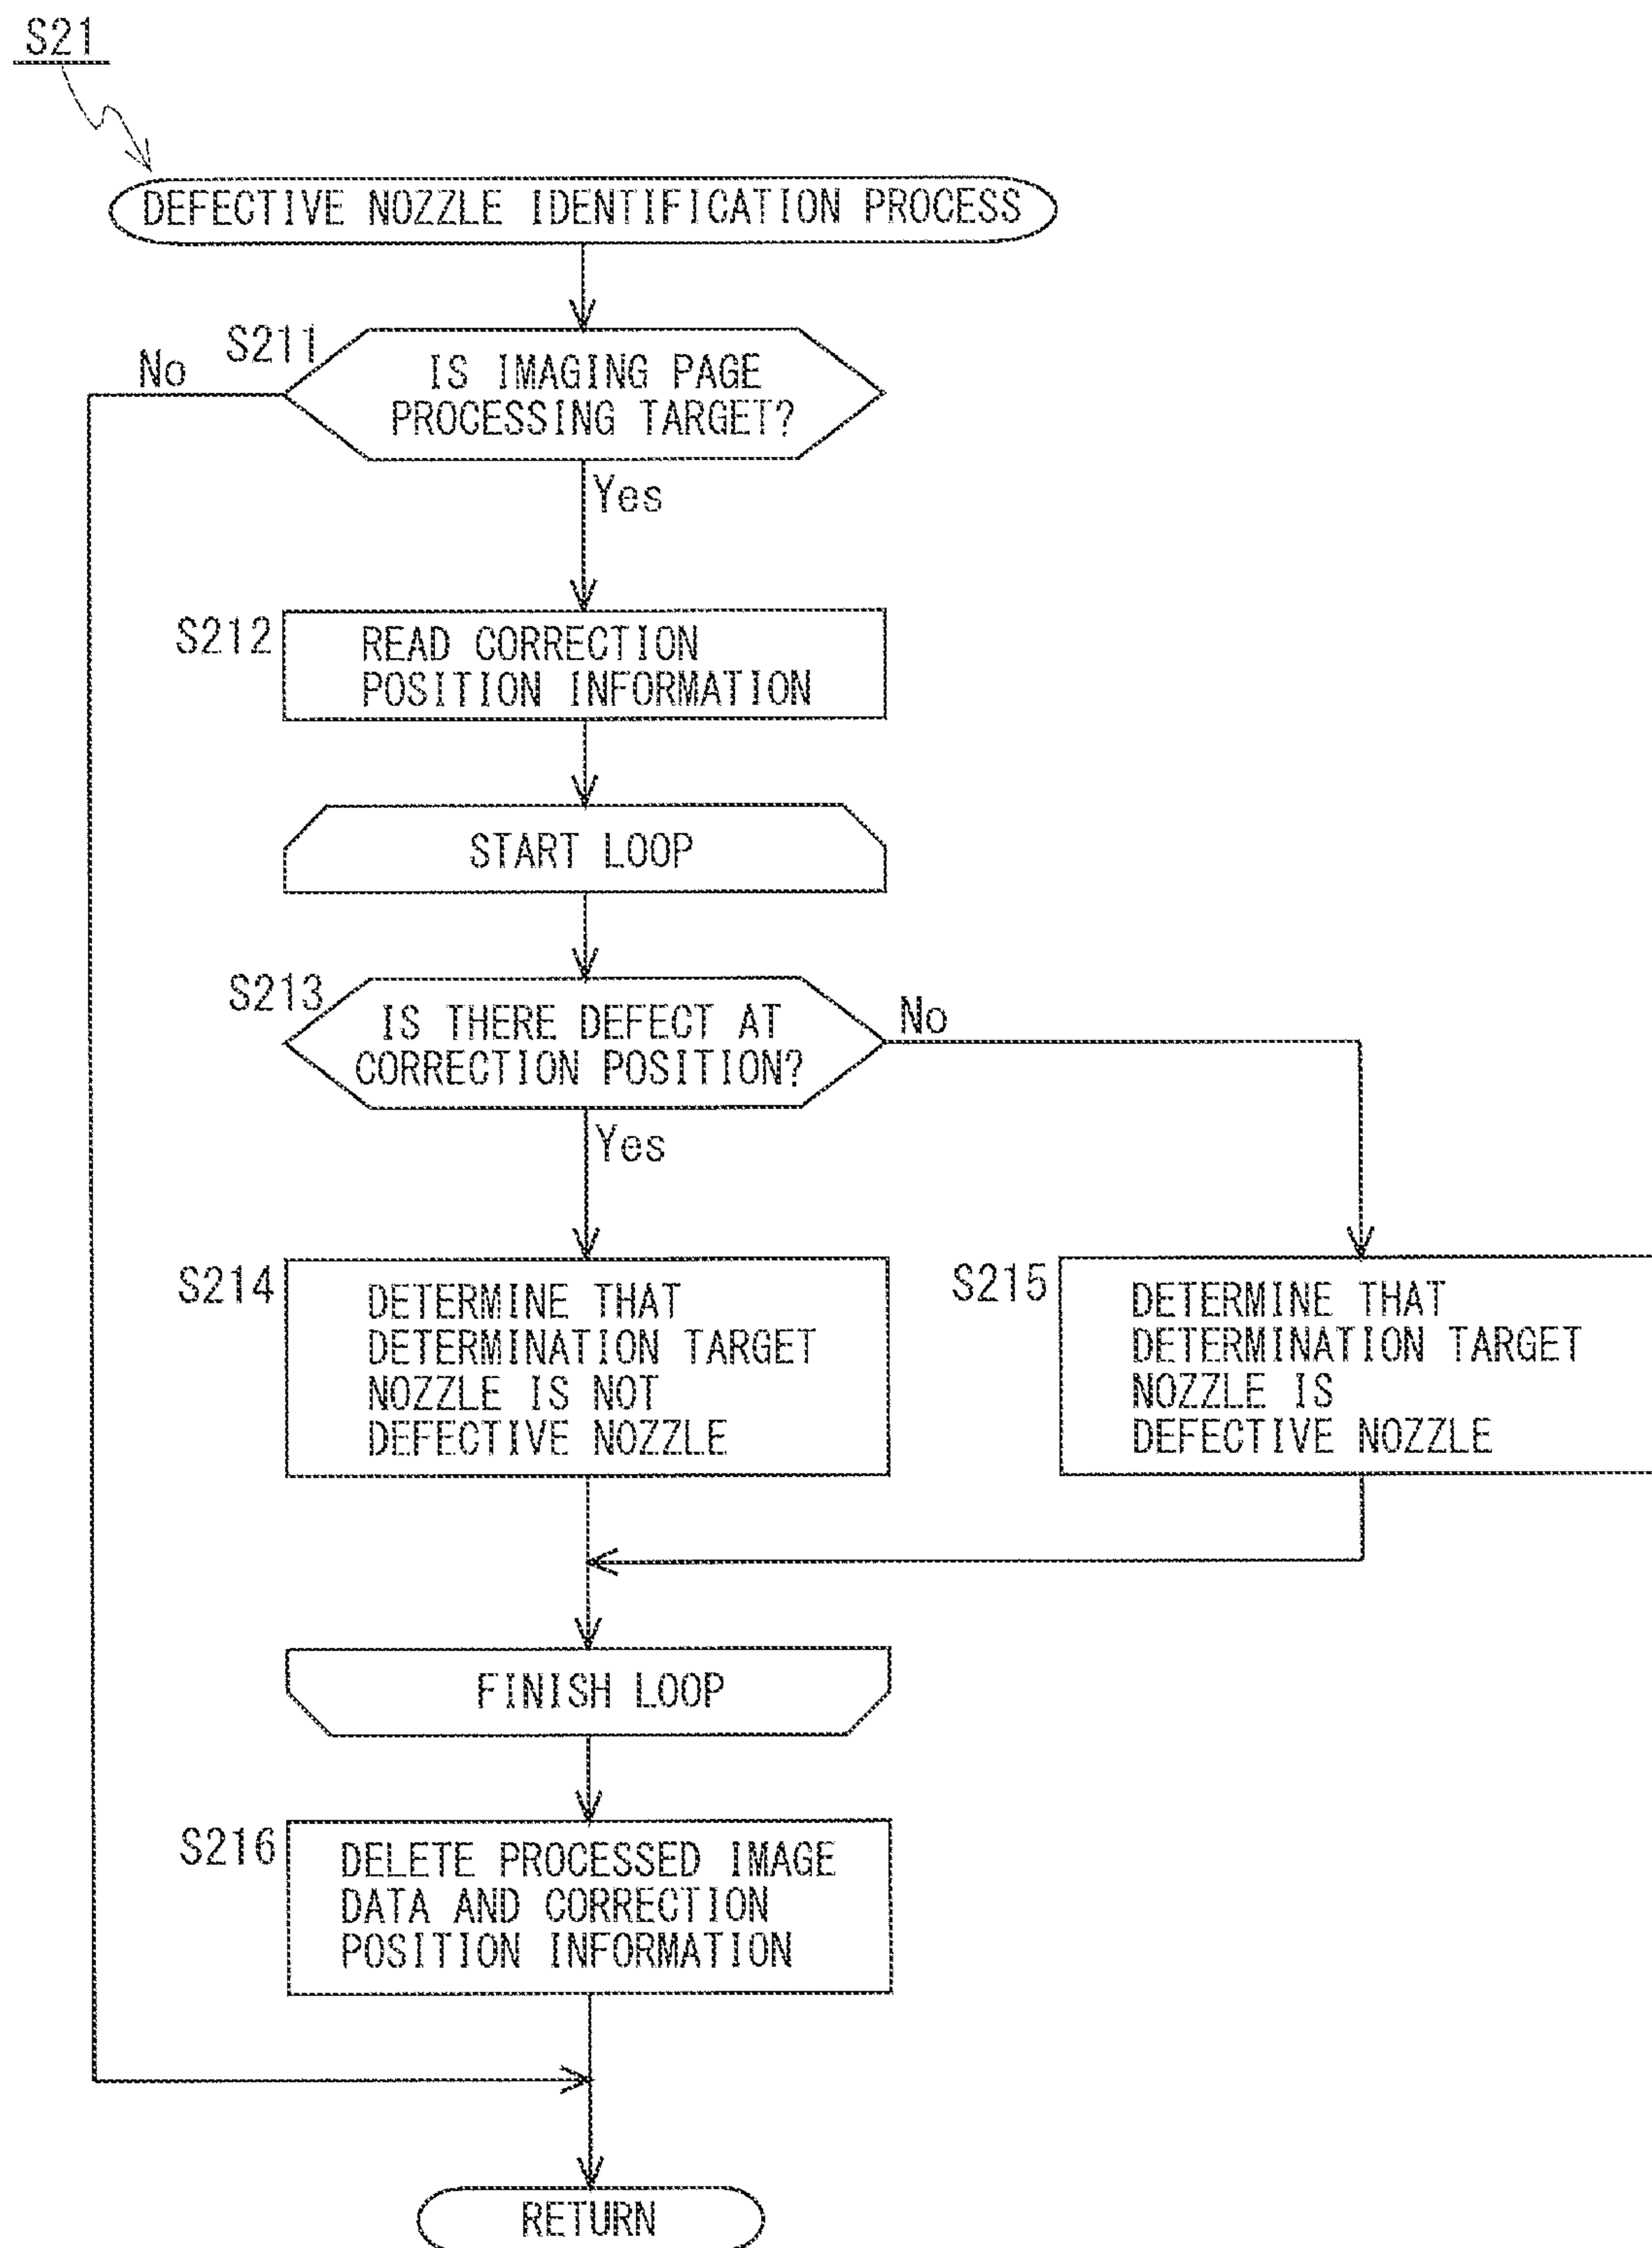 S21
DEFECTIVE NOZZLE IDENTIFICATION PROCESS
S211
No
IS IMAGING PAGE
PROCESSING TARGET?
Yes
S212
READ CORRECTION
POSITION INFORMATION
START LOOP
S213
IS THERE DEFECT AT
CORRECTION POSITION?
No
Yes
S214
DETERMINE THAT
DETERMINATION TARGET
NOZZLE IS NOT
DEFECTIVE NOZZLE
S215
DETERMINE THAT
DETERMINATION TARGET
NOZZLE IS
DEFECTIVE NOZZLE
FINISH LOOP
S216
DELETE PROCESSED IMAGE
DATA AND CORRECTION
POSITION INFORMATION
RETURN